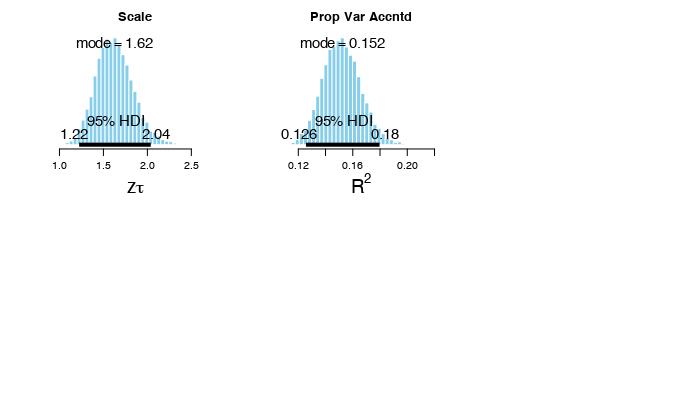 Scale
mode = 1.62
95% HDI
1.22 2.04
1.0 1.5 2.0 2.5
zτ
Prop Var Accntd
mode = 0.152
95% HDI
0.126 0.18
0.12 0.16 0.20
R²